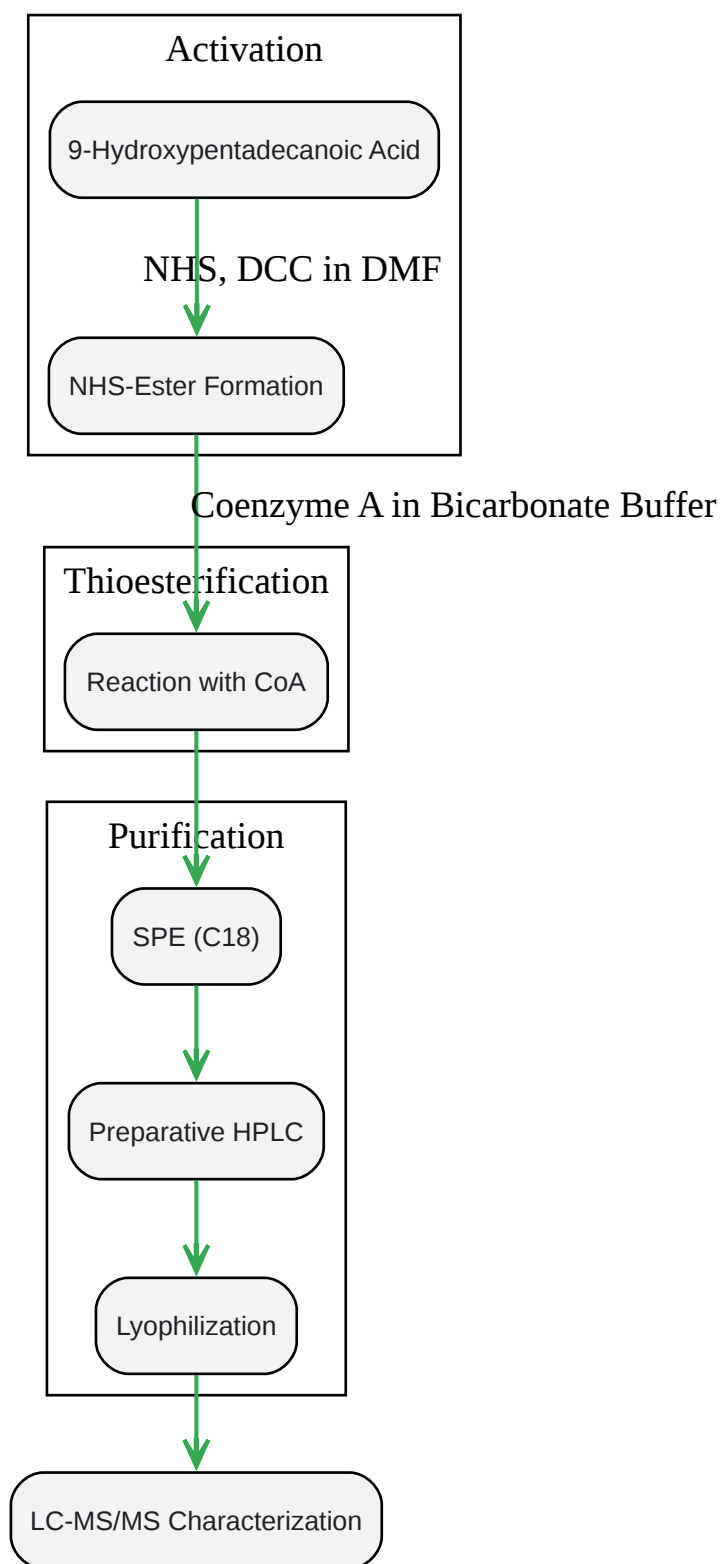 Activation
9-Hydroxypentadecanoic Acid
NHS, DCC in DMF
NHS-Ester Formation
Coenzyme A in Bicarbonate Buffer
Thioesterification
Reaction with CoA
Purification
SPE (C18)
Preparative HPLC
Lyophilization
LC-MS/MS Characterization